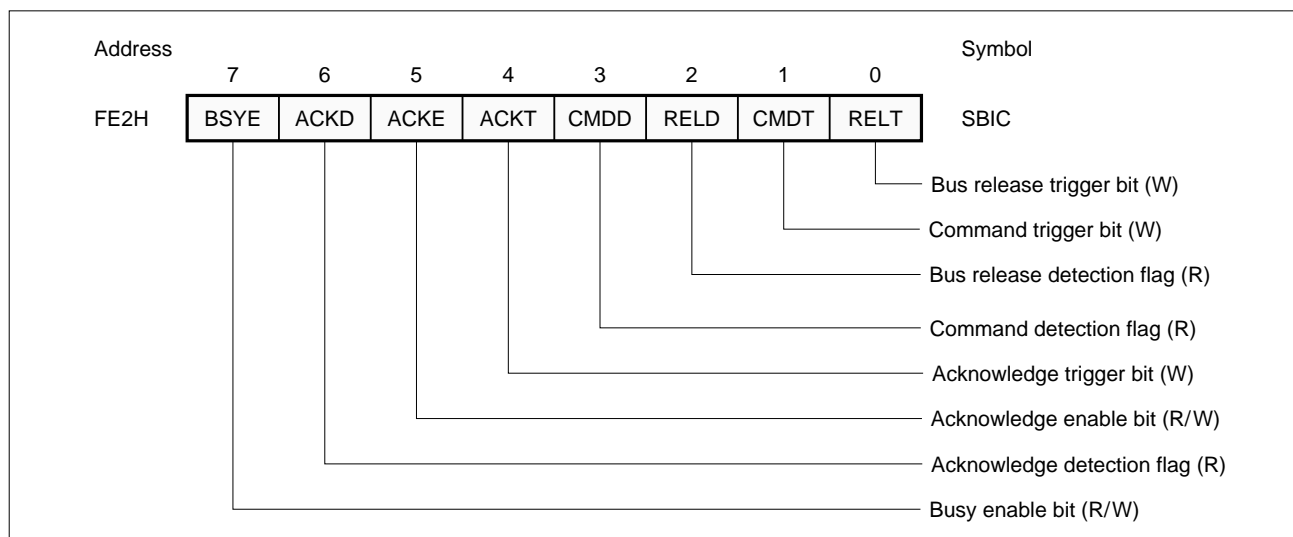 Address Symbol
7 6 5 4 3 2 1 0
FE2H BSYE ACKD ACKE ACKT CMDD RELD CMDT RELT SBIC
Bus release trigger bit (W)
Command trigger bit (W)
Bus release detection flag (R)
Command detection flag (R)
Acknowledge trigger bit (W)
Acknowledge enable bit (R/W)
Acknowledge detection flag (R)
Busy enable bit (R/W)